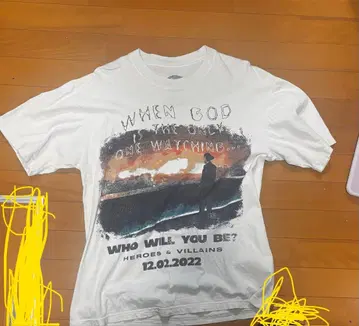 WHEN GOD
IS THE ONLY
ONE WATCHING...
WHO WILL YOU BE?
HEROES & VILLAINS
12.02.2022